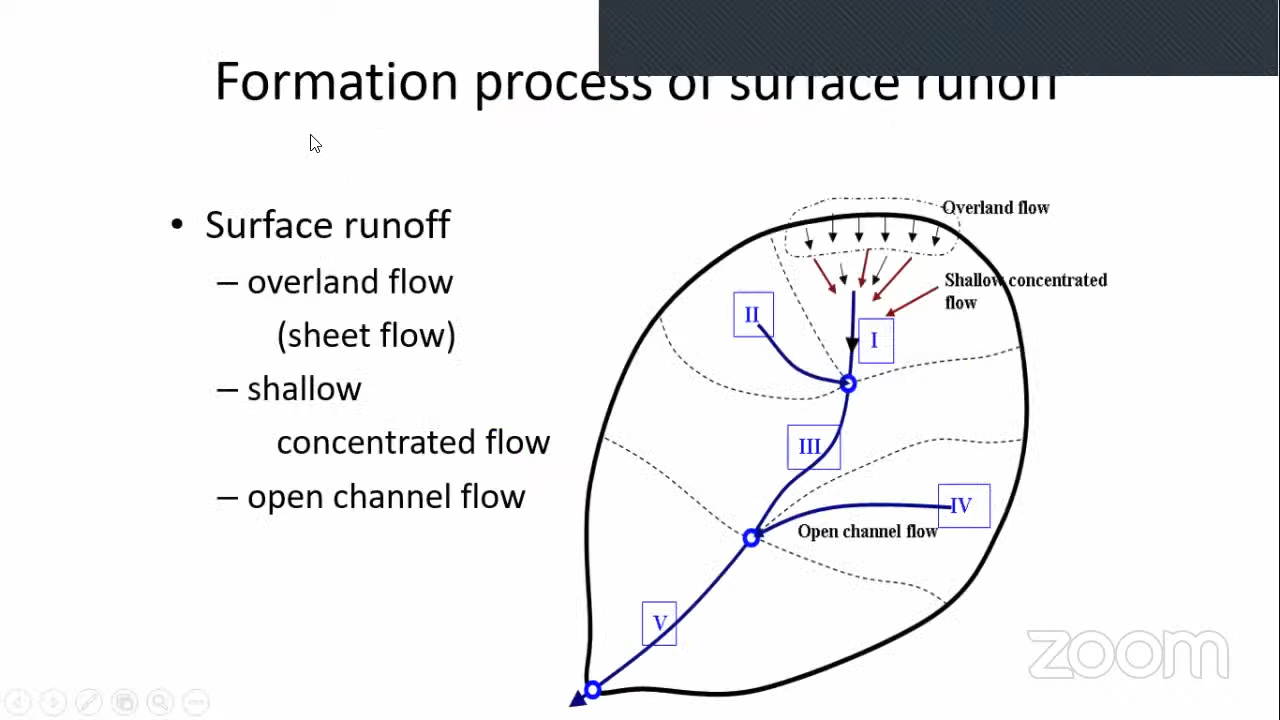 Formation process of surface runoff
• Surface runoff
– overland flow
(sheet flow)
– shallow
concentrated flow
– open channel flow
Overland flow
Shallow concentrated
flow
II
I
III
IV
Open channel flow
V
zoom